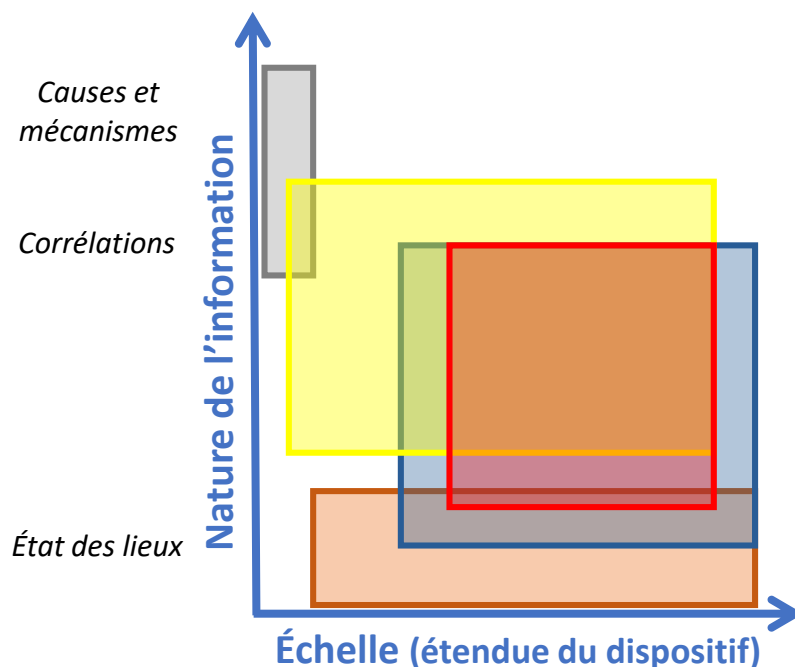 Causes et
mécanismes
Corrélations
État des lieux
Nature de l'information
Échelle (étendue du dispositif)